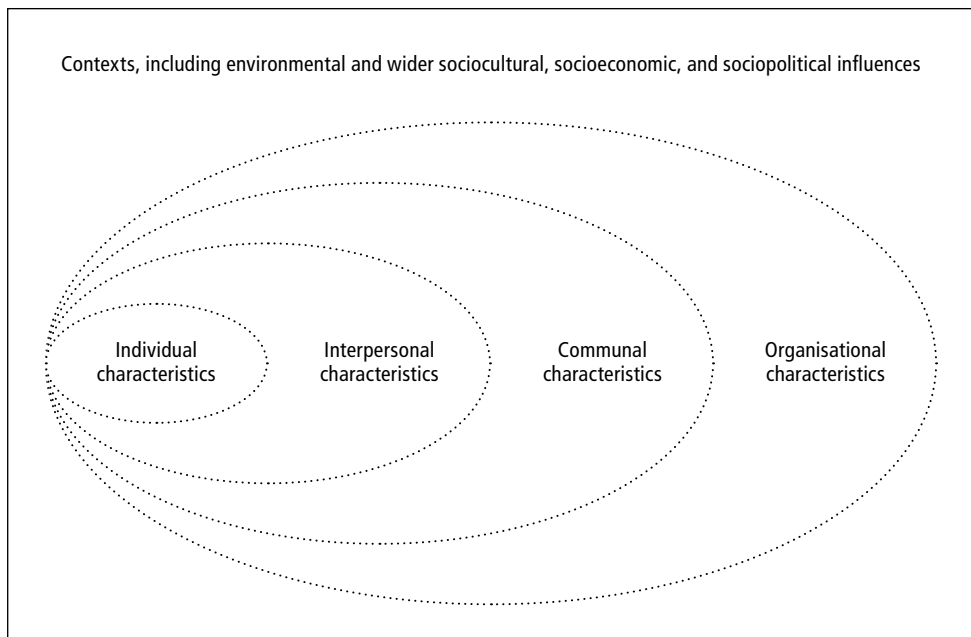 Contexts, including environmental and wider sociocultural, socioeconomic, and sociopolitical influences
Individual
characteristics
Interpersonal
characteristics
Communal
characteristics
Organisational
characteristics